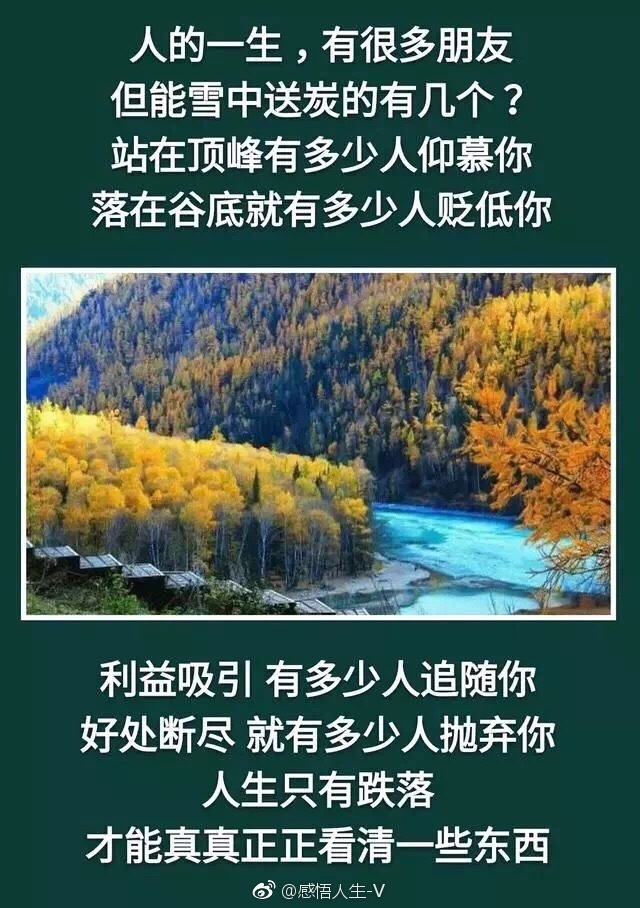 人的一生，有很多朋友
但能雪中送炭的有几个？
站在顶峰有多少人仰慕你
落在谷底就有多少人贬低你
利益吸引 有多少人追随你
好处断尽 就有多少人抛弃你
人生只有跌落
才能真真正正看清一些东西
@感悟人生-V